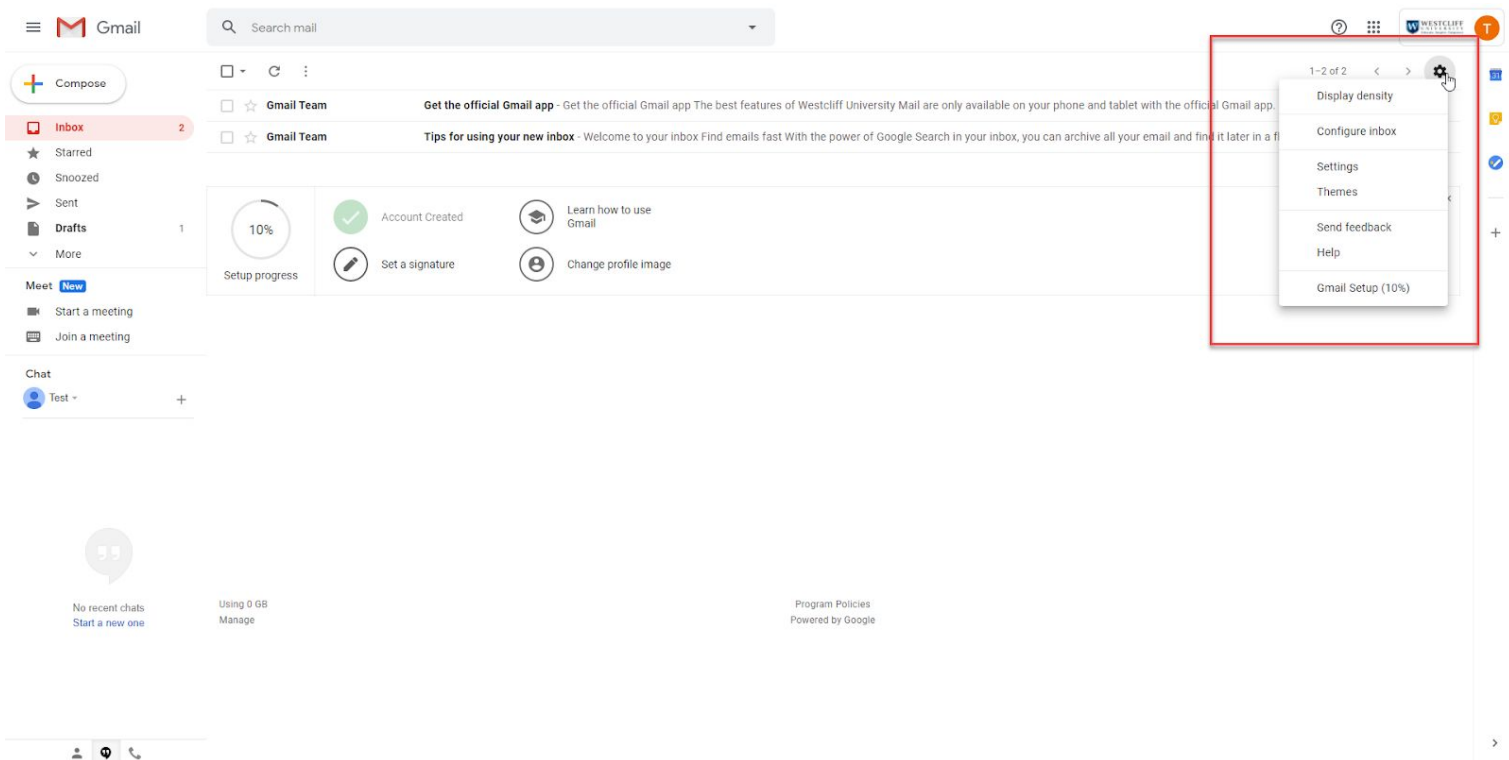 Gmail
Search mail
WESTCLIFF
UNIVERSITY
T
Compose
1–2 of 2
Gmail Team Get the official Gmail app - Get the official Gmail app The best features of Westcliff University Mail are only available on your phone and tablet with the official Gmail app.
Gmail Team Tips for using your new inbox - Welcome to your inbox Find emails fast With the power of Google Search in your inbox, you can archive all your email and find it later in a
Inbox 2
Starred
Snoozed
Sent
Drafts 1
More
Meet New
Start a meeting
Join a meeting
Chat
Test
No recent chats
Start a new one
10%
Setup progress
Account Created
Set a signature
Learn how to use
Gmail
Change profile image
Display density
Configure inbox
Settings
Themes
Send feedback
Help
Gmail Setup (10%)
31
Using 0 GB
Manage
Program Policies
Powered by Google